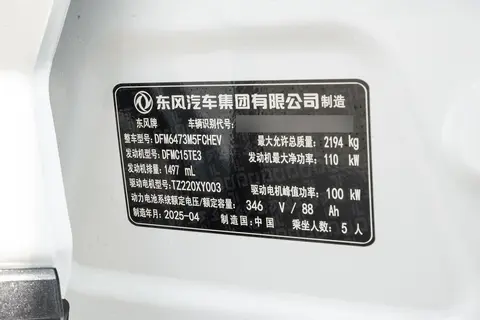 东风汽车集团有限公司 制造
东风牌 车辆识别代号:
整车型号: DFM6473M5FCHEV 最大允许总质量: 2194 kg
发动机型号: DFMC15TE3 发动机最大净功率: 110 kW
发动机排量: 1497 mL
驱动电机型号: TZ220XY003 驱动电机峰值功率: 100 kW
动力电池系统额定电压/额定容量: 346 V / 88 Ah
制造年月: 2025-04 制造国: 中国 乘坐人数: 5 人